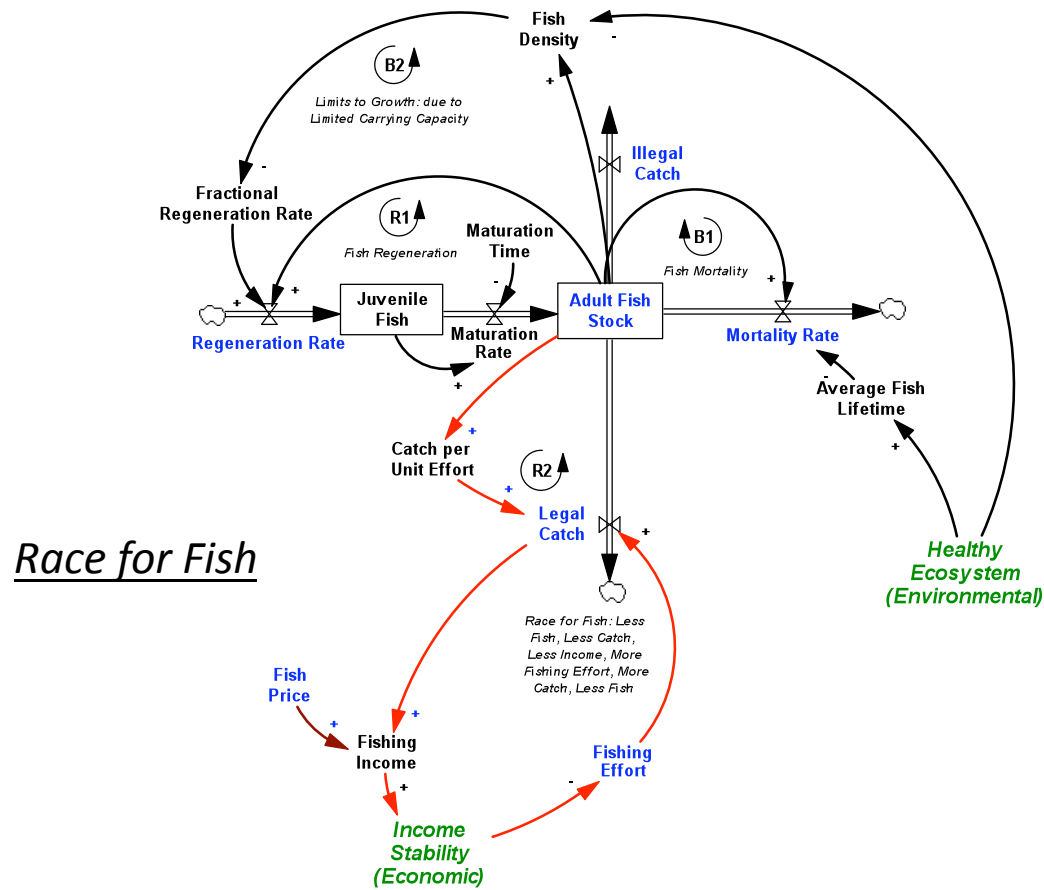 Fish
Density
-
B2
+
Limits to Growth: due to
Limited Carrying Capacity
Illegal
Catch
-
Fractional
Regeneration Rate
R1
Fish Regeneration
Maturation
Time
B1
Fish Mortality
+
+
-
+
Juvenile
Fish
Adult Fish
Stock
Regeneration Rate
Maturation
Rate
Mortality Rate
+
-
Average Fish
Lifetime
+
Catch per
Unit Effort
+
R2
+
Legal
Catch
+
Race for Fish
Healthy
Ecosystem
(Environmental)
Race for Fish: Less
Fish, Less Catch,
Less Income, More
Fishing Effort, More
Catch, Less Fish
Fish
Price
+
+
Fishing
Income
Fishing
Effort
+
-
Income
Stability
(Economic)